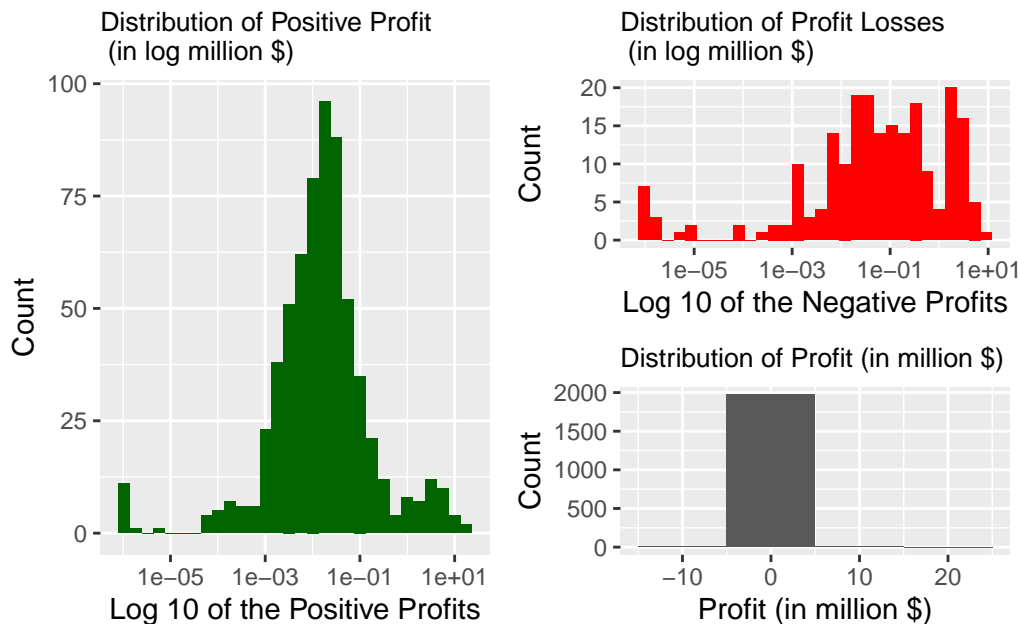 Distribution of Positive Profit
(in log million $)
100
75
50
25
0
Count
1e−05
1e−03
1e−01
1e+01
Log 10 of the Positive Profits
Distribution of Profit Losses
(in log million $)
20
15
10
5
0
Count
1e−05
1e−03
1e−01
1e+01
Log 10 of the Negative Profits
Distribution of Profit (in million $)
2000
1500
1000
500
0
Count
−10
0
10
20
Profit (in million $)